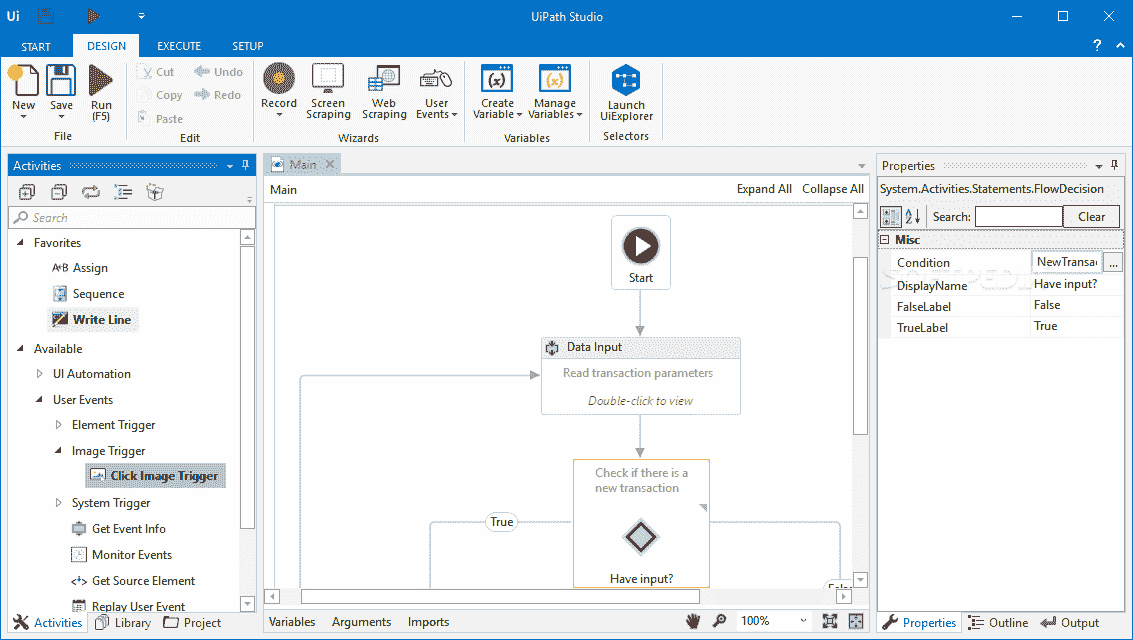 Ui
UiPath Studio
START DESIGN EXECUTE SETUP
?
New Save Run (F5)
File
Cut Undo
Copy Redo
Paste
Edit
Record Screen Scraping Web Scraping User Events
Wizards
Create Variable Manage Variables
Variables
Launch UiExplorer
Selectors
Activities
Search
Favorites
A+B Assign
Sequence
Write Line
Available
UI Automation
User Events
Element Trigger
Image Trigger
Click Image Trigger
System Trigger
Get Event Info
Monitor Events
Get Source Element
Replay User Event
Activities Library Project
Main
Main Expand All Collapse All
Start
Data Input
Read transaction parameters
Double-click to view
Check if there is a
new transaction
True
Have input?
False
Variables Arguments Imports 100%
Properties
System.Activities.Statements.FlowDecision
Search: Clear
Misc
Condition NewTransac ...
DisplayName Have input?
FalseLabel False
TrueLabel True
Properties Outline Output